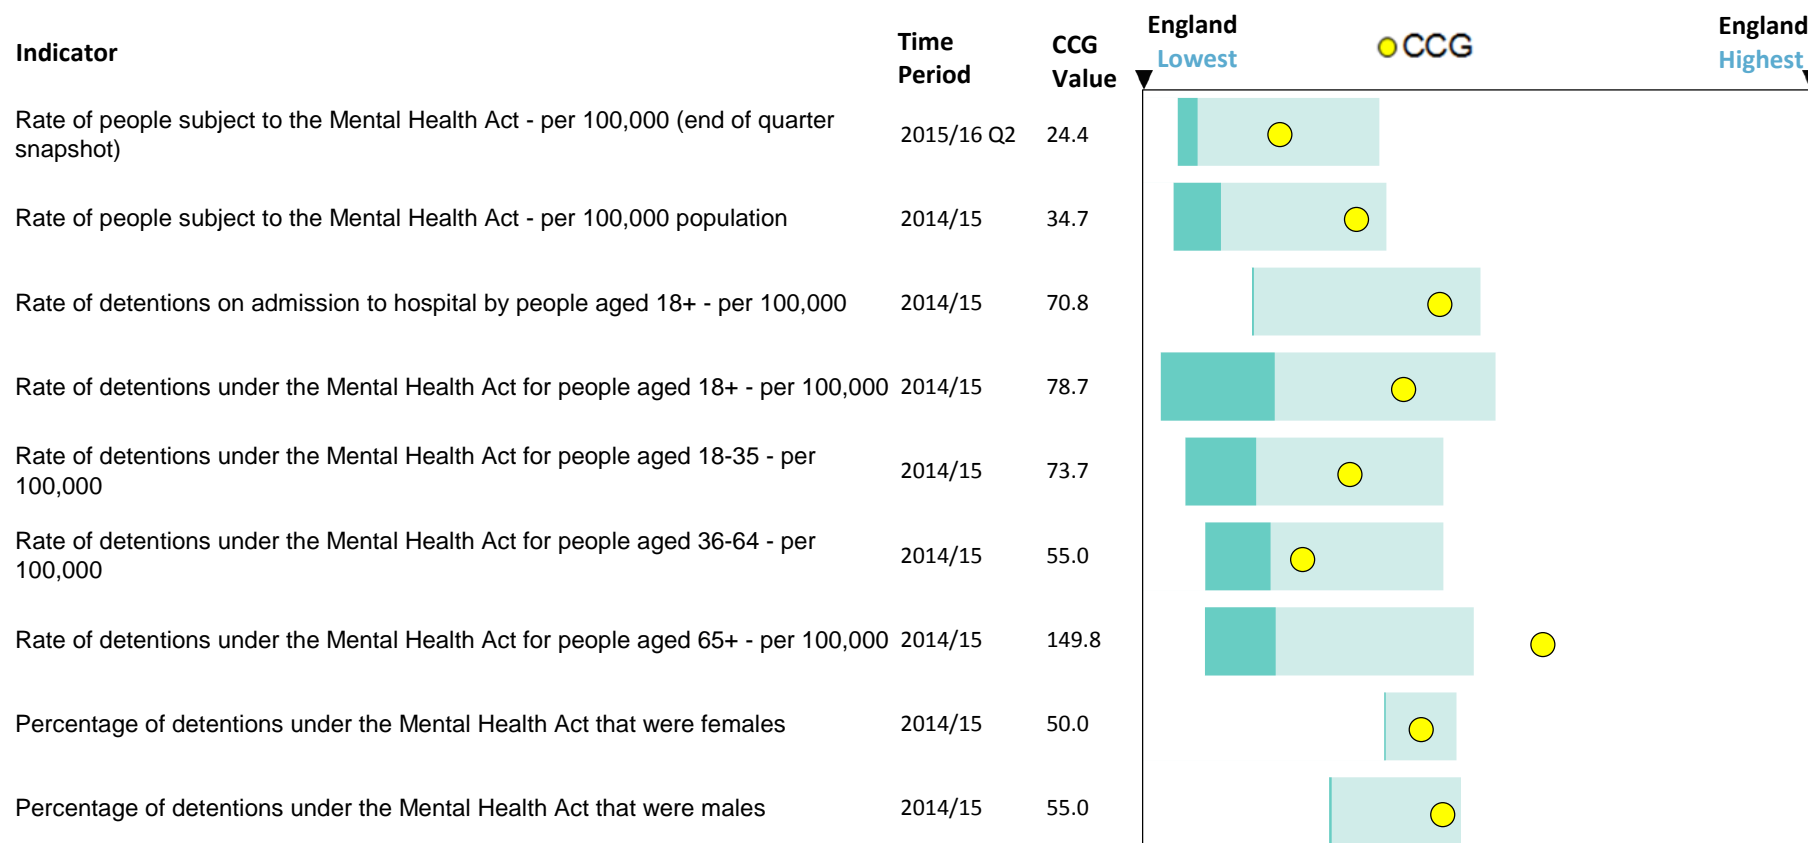 Indicator
Time Period
CCG Value
England Lowest
CCG
England Highest
Rate of people subject to the Mental Health Act - per 100,000 (end of quarter
snapshot)
2015/16 Q2 24.4
Rate of people subject to the Mental Health Act - per 100,000 population 2014/15 34.7
Rate of detentions on admission to hospital by people aged 18+ - per 100,000 2014/15 70.8
Rate of detentions under the Mental Health Act for people aged 18+ - per 100,000 2014/15 78.7
Rate of detentions under the Mental Health Act for people aged 18-35 - per
100,000
2014/15 73.7
Rate of detentions under the Mental Health Act for people aged 36-64 - per
100,000
2014/15 55.0
Rate of detentions under the Mental Health Act for people aged 65+ - per 100,000 2014/15 149.8
Percentage of detentions under the Mental Health Act that were females 2014/15 50.0
Percentage of detentions under the Mental Health Act that were males 2014/15 55.0